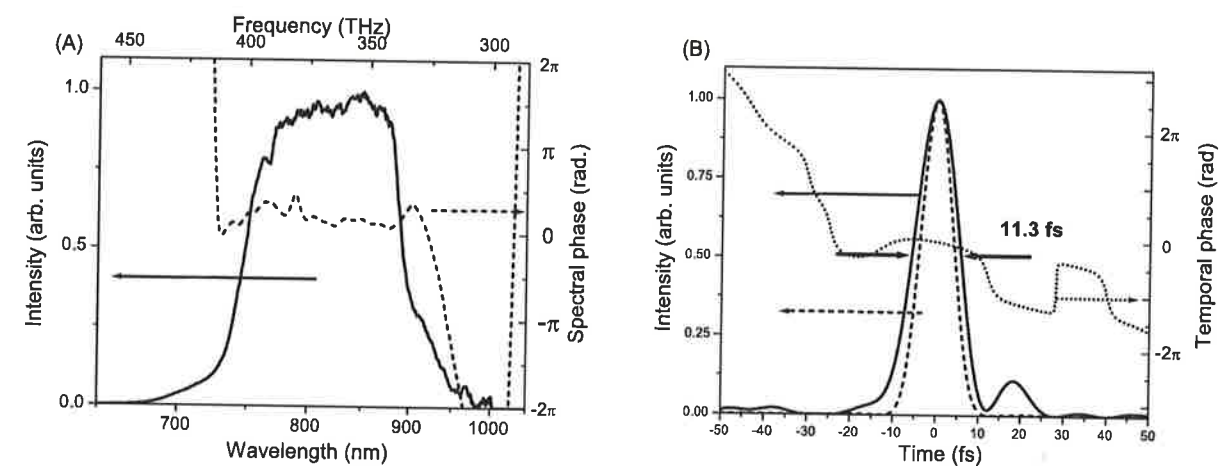 (A)
Frequency (THz)
450 400 350 300
Intensity (arb. units)
1.0
0.5
0.0
2π
π
0
-π
-2π
Spectral phase (rad.)
700 800 900 1000
Wavelength (nm)
(B)
Intensity (arb. units)
1.00
0.75
0.50
0.25
0.00
11.3 fs
2π
0
-2π
Temporal phase (rad)
-50 -40 -30 -20 -10 0 10 20 30 40 50
Time (fs)